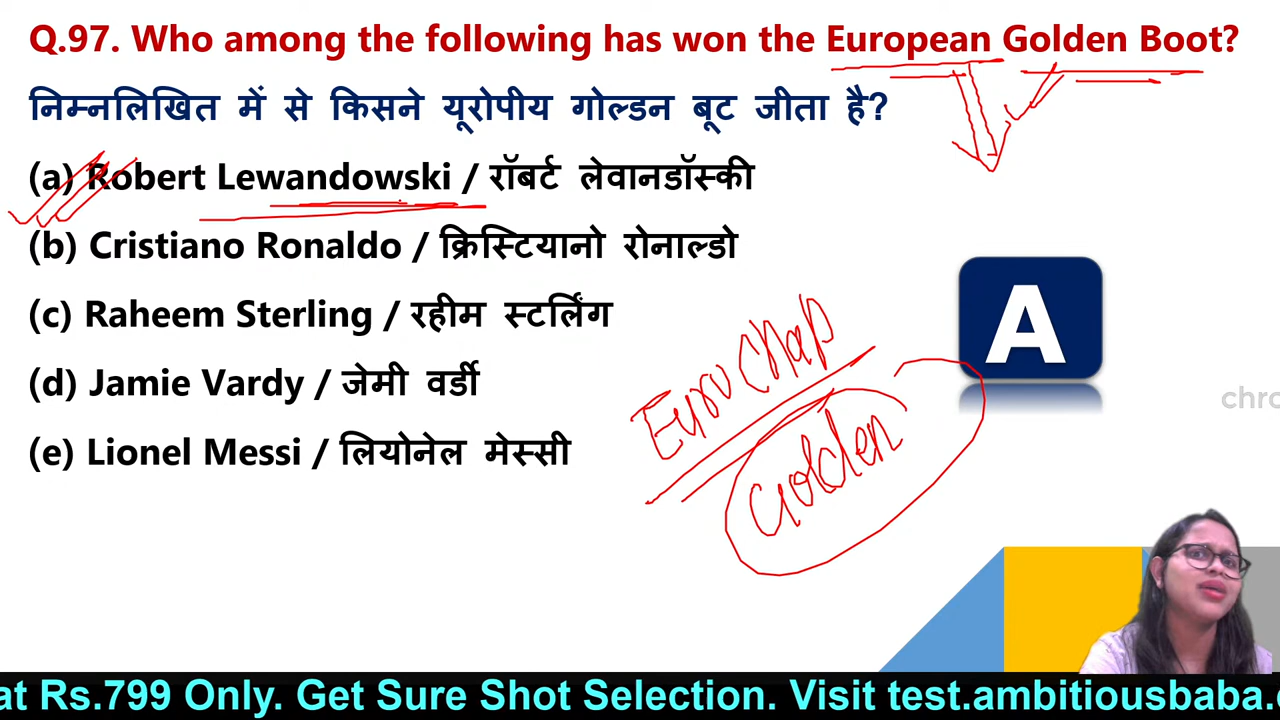 Q.97. Who among the following has won the European Golden Boot?
निम्नलिखित में से किसने यूरोपीय गोल्डन बूट जीता है?
(a) Robert Lewandowski / रॉबर्ट लेवानडॉस्की
(b) Cristiano Ronaldo / क्रिस्टियानो रोनाल्डो
(c) Raheem Sterling / रहीम स्टर्लिंग
(d) Jamie Vardy / जेमी वर्डी
(e) Lionel Messi / लियोनेल मेस्सी
A
Euro
Golden
chro
at Rs.799 Only. Get Sure Shot Selection. Visit test.ambitiousbaba.c